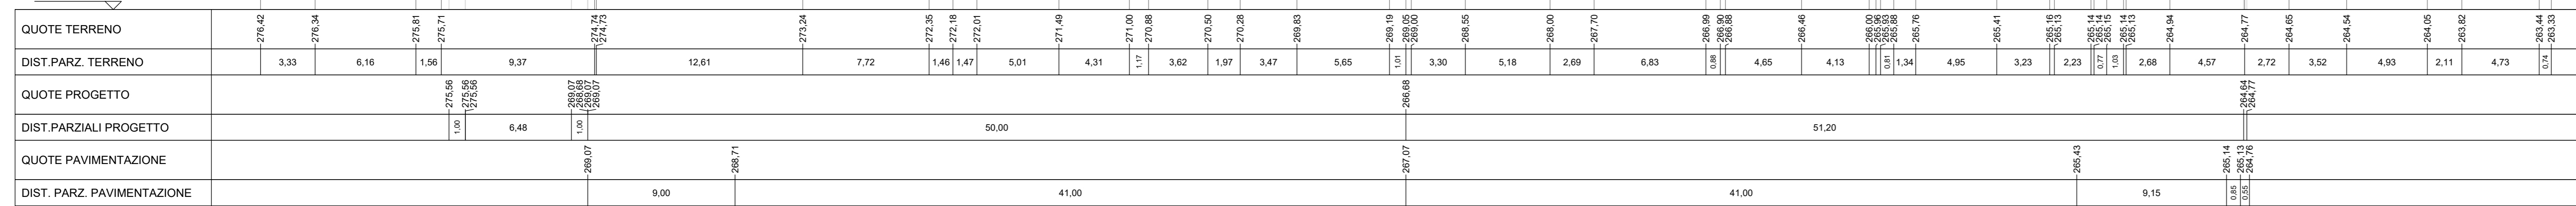 QUOTE TERRENO 276,42 276,34 275,81 275,71 274,74 274,73 273,24 272,35 272,18 272,01 271,49 271,00 270,88 270,50 270,28 269,83 269,19 269,05 269,00 268,55 268,00 267,70 266,99 266,90 266,88 266,46 266,00 265,96 265,93 265,88 265,76 265,41 265,16 265,13 265,14 265,14 265,15 265,14 265,13 264,94 264,77 264,65 264,54 264,05 263,82 263,44 263,33
DIST.PARZ. TERRENO 3,33 6,16 1,56 9,37 12,61 7,72 1,46 1,47 5,01 4,31 1,17 3,62 1,97 3,47 5,65 1,01 3,30 5,18 2,69 6,83 0,88 4,65 4,13 0,81 1,34 4,95 3,23 2,23 0,77 1,03 2,68 4,57 2,72 3,52 4,93 2,11 4,73 0,74
QUOTE PROGETTO 275,56 275,56 275,56 269,07 268,68 269,07 269,07 266,68 264,64 264,77
DIST.PARZIALI PROGETTO 1,00 6,48 1,00 50,00 51,20
QUOTE PAVIMENTAZIONE 269,07 268,71 267,07 265,43 265,14 265,13 264,76
DIST. PARZ. PAVIMENTAZIONE 9,00 41,00 41,00 9,15 0,85 0,55